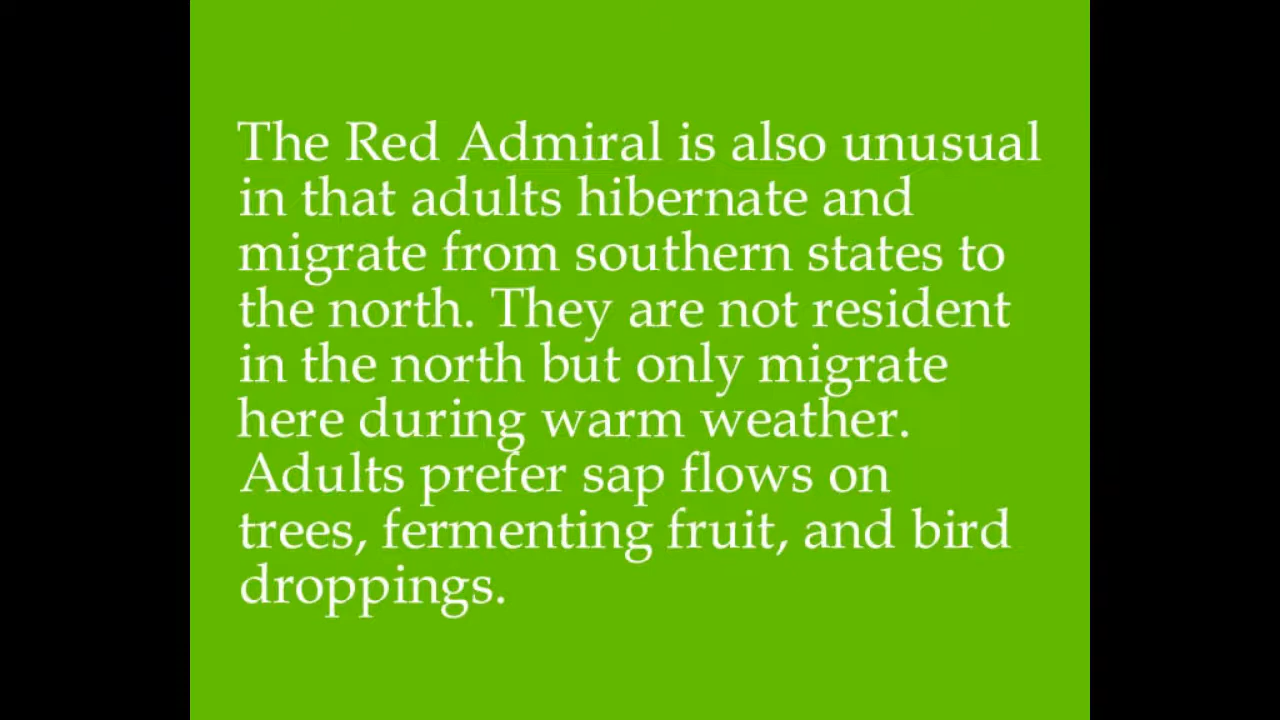 The Red Admiral is also unusual
in that adults hibernate and
migrate from southern states to
the north. They are not resident
in the north but only migrate
here during warm weather.
Adults prefer sap flows on
trees, fermenting fruit, and bird
droppings.